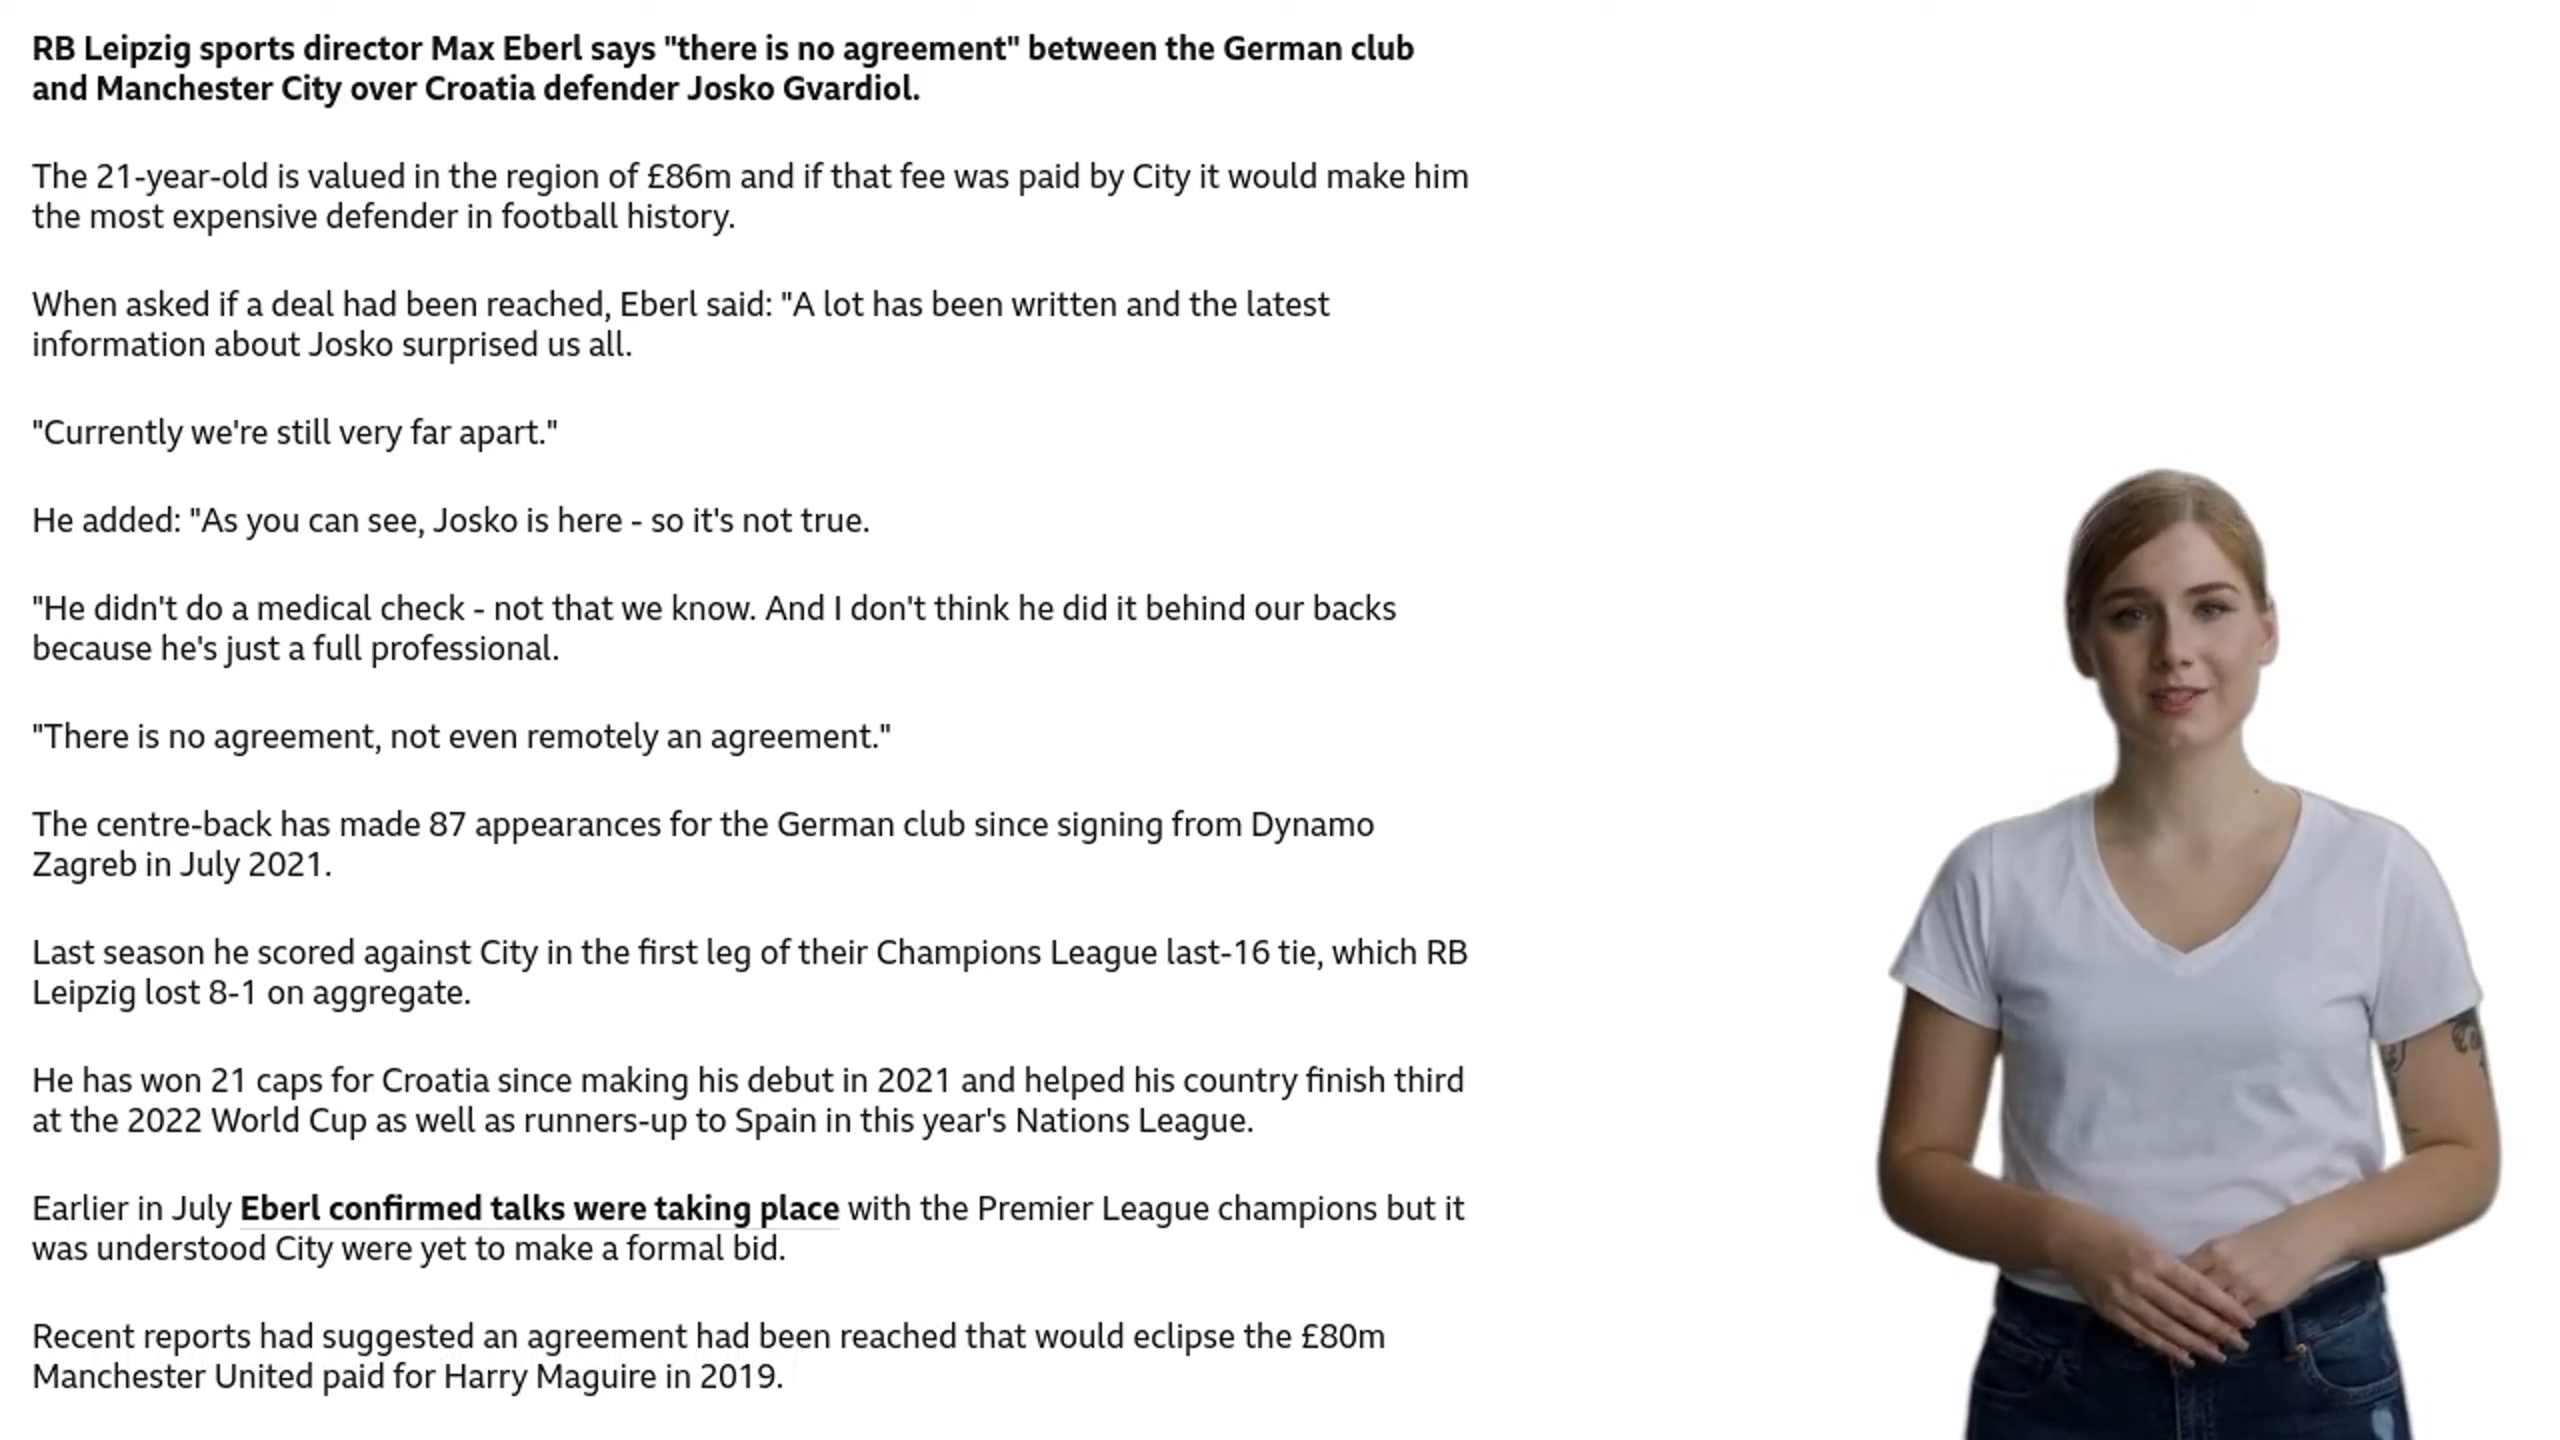 RB Leipzig sports director Max Eberl says "there is no agreement" between the German club
and Manchester City over Croatia defender Josko Gvardiol.
The 21-year-old is valued in the region of £86m and if that fee was paid by City it would make him
the most expensive defender in football history.
When asked if a deal had been reached, Eberl said: "A lot has been written and the latest
information about Josko surprised us all.
"Currently we're still very far apart."
He added: "As you can see, Josko is here - so it's not true.
"He didn't do a medical check - not that we know. And I don't think he did it behind our backs
because he's just a full professional.
"There is no agreement, not even remotely an agreement."
The centre-back has made 87 appearances for the German club since signing from Dynamo
Zagreb in July 2021.
Last season he scored against City in the first leg of their Champions League last-16 tie, which RB
Leipzig lost 8-1 on aggregate.
He has won 21 caps for Croatia since making his debut in 2021 and helped his country finish third
at the 2022 World Cup as well as runners-up to Spain in this year's Nations League.
Earlier in July Eberl confirmed talks were taking place with the Premier League champions but it
was understood City were yet to make a formal bid.
Recent reports had suggested an agreement had been reached that would eclipse the £80m
Manchester United paid for Harry Maguire in 2019.